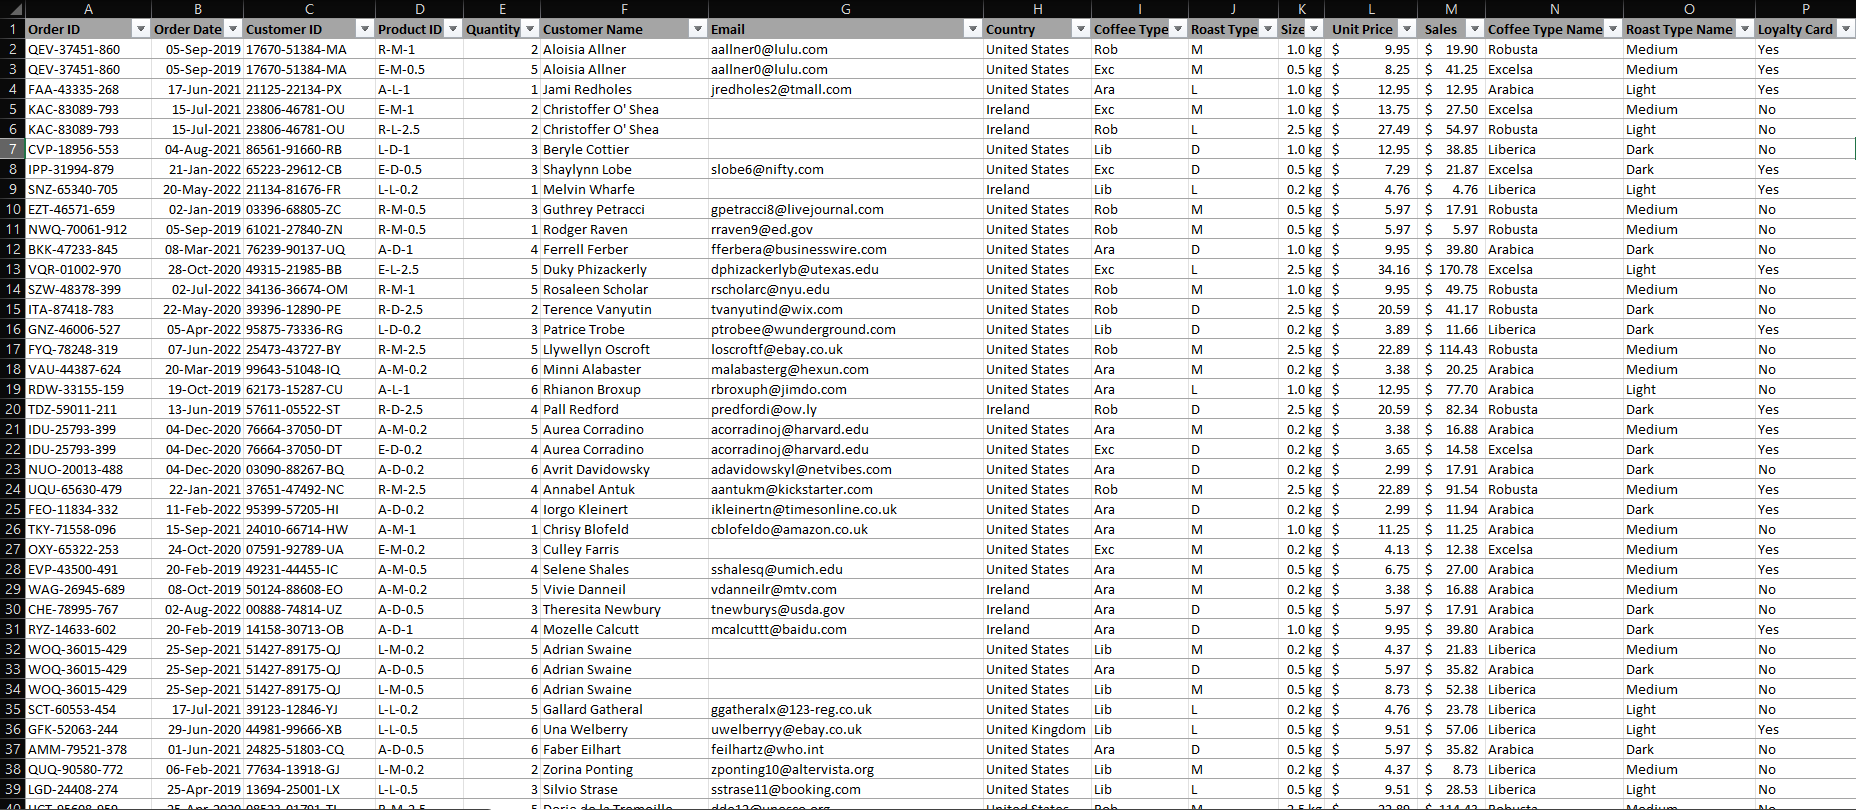 A B C D E F G H I J K L M N O P
1 Order ID Order Date Customer ID Product ID Quantity Customer Name Email Country Coffee Type Roast Type Size Unit Price Sales Coffee Type Name Roast Type Name Loyalty Card
2 QEV-37451-860 05-Sep-2019 17670-51384-MA R-M-1 2 Aloisia Allner aallner0@lulu.com United States Rob M 1.0 kg $ 9.95 $ 19.90 Robusta Medium Yes
3 QEV-37451-860 05-Sep-2019 17670-51384-MA E-M-0.5 5 Aloisia Allner aallner0@lulu.com United States Exc M 0.5 kg $ 8.25 $ 41.25 Excelsa Medium Yes
4 FAA-43335-268 17-Jun-2021 21125-22134-PX A-L-1 1 Jami Redholes jredholes2@tmall.com United States Ara L 1.0 kg $ 12.95 $ 12.95 Arabica Light Yes
5 KAC-83089-793 15-Jul-2021 23806-46781-OU E-M-1 2 Christoffer O' Shea Ireland Exc M 1.0 kg $ 13.75 $ 27.50 Excelsa Medium No
6 KAC-83089-793 15-Jul-2021 23806-46781-OU R-L-2.5 2 Christoffer O' Shea Ireland Rob L 2.5 kg $ 27.49 $ 54.97 Robusta Light No
7 CVP-18956-553 04-Aug-2021 86561-91660-RB L-D-1 3 Beryle Cottier United States Lib D 1.0 kg $ 12.95 $ 38.85 Liberica Dark No
8 IPP-31994-879 21-Jan-2022 65223-29612-CB E-D-0.5 3 Shaylynn Lobe slobe6@nifty.com United States Exc D 0.5 kg $ 7.29 $ 21.87 Excelsa Dark Yes
9 SNZ-65340-705 20-May-2022 21134-81676-FR L-L-0.2 1 Melvin Wharfe Ireland Lib L 0.2 kg $ 4.76 $ 4.76 Liberica Light Yes
10 EZT-46571-659 02-Jan-2019 03396-68805-ZC R-M-0.5 3 Guthrey Petracci gpetracci8@livejournal.com United States Rob M 0.5 kg $ 5.97 $ 17.91 Robusta Medium No
11 NWQ-70061-912 05-Sep-2019 61021-27840-ZN R-M-0.5 1 Rodger Raven rraven9@ed.gov United States Rob M 0.5 kg $ 5.97 $ 5.97 Robusta Medium No
12 BKK-47233-845 08-Mar-2021 76239-90137-UQ A-D-1 4 Ferrell Ferber fferbera@businesswire.com United States Ara D 1.0 kg $ 9.95 $ 39.80 Arabica Dark No
13 VQR-01002-970 28-Oct-2020 49315-21985-BB E-L-2.5 5 Duky Phizackerly dphizackerlyb@utexas.edu United States Exc L 2.5 kg $ 34.16 $ 170.78 Excelsa Light Yes
14 SZW-48378-399 02-Jul-2022 34136-36674-OM R-M-1 5 Rosaleen Scholar rscholarc@nyu.edu United States Rob M 1.0 kg $ 9.95 $ 49.75 Robusta Medium No
15 ITA-87418-783 22-May-2020 39396-12890-PE R-D-2.5 2 Terence Vanyutin tvanyutind@wix.com United States Rob D 2.5 kg $ 20.59 $ 41.17 Robusta Dark No
16 GNZ-46006-527 05-Apr-2022 95875-73336-RG L-D-0.2 3 Patrice Trobe ptrobee@wunderground.com United States Lib D 0.2 kg $ 3.89 $ 11.66 Liberica Dark Yes
17 FYQ-78248-319 07-Jun-2022 25473-43727-BY R-M-2.5 5 Llywellyn Oscroft loscroftf@ebay.co.uk United States Rob M 2.5 kg $ 22.89 $ 114.43 Robusta Medium No
18 VAU-44387-624 20-Mar-2019 99643-51048-IQ A-M-0.2 6 Minni Alabaster malabasterg@hexun.com United States Ara M 0.2 kg $ 3.38 $ 20.25 Arabica Medium No
19 RDW-33155-159 19-Oct-2019 62173-15287-CU A-L-1 6 Rhianon Broxup rbroxuph@jimdo.com United States Ara L 1.0 kg $ 12.95 $ 77.70 Arabica Light No
20 TDZ-59011-211 13-Jun-2019 57611-05522-ST R-D-2.5 4 Pall Redford predfordi@ow.ly Ireland Rob D 2.5 kg $ 20.59 $ 82.34 Robusta Dark Yes
21 IDU-25793-399 04-Dec-2020 76664-37050-DT A-M-0.2 5 Aurea Corradino acorradinoj@harvard.edu United States Ara M 0.2 kg $ 3.38 $ 16.88 Arabica Medium Yes
22 IDU-25793-399 04-Dec-2020 76664-37050-DT E-D-0.2 4 Aurea Corradino acorradinoj@harvard.edu United States Exc D 0.2 kg $ 3.65 $ 14.58 Excelsa Dark Yes
23 NUO-20013-488 04-Dec-2020 03090-88267-BQ A-D-0.2 6 Avrit Davidowsky adavidowskyl@netvibes.com United States Ara D 0.2 kg $ 2.99 $ 17.91 Arabica Dark No
24 UQU-65630-479 22-Jan-2021 37651-47492-NC R-M-2.5 4 Annabel Antuk aantukm@kickstarter.com United States Rob M 2.5 kg $ 22.89 $ 91.54 Robusta Medium Yes
25 FEO-11834-332 11-Feb-2022 95399-57205-HI A-D-0.2 4 Iorgo Kleinert ikleinertn@timesonline.co.uk United States Ara D 0.2 kg $ 2.99 $ 11.94 Arabica Dark Yes
26 TKY-71558-096 15-Sep-2021 24010-66714-HW A-M-1 1 Chrisy Blofeld cblofeldo@amazon.co.uk United States Ara M 1.0 kg $ 11.25 $ 11.25 Arabica Medium No
27 OXY-65322-253 24-Oct-2020 07591-92789-UA E-M-0.2 3 Culley Farris United States Exc M 0.2 kg $ 4.13 $ 12.38 Excelsa Medium Yes
28 EVP-43500-491 20-Feb-2019 49231-44455-IC A-M-0.5 4 Selene Shales sshalesq@umich.edu United States Ara M 0.5 kg $ 6.75 $ 27.00 Arabica Medium Yes
29 WAG-26945-689 08-Oct-2019 50124-88608-EO A-M-0.2 5 Vivie Danneil vdanneilr@mtv.com Ireland Ara M 0.2 kg $ 3.38 $ 16.88 Arabica Medium No
30 CHE-78995-767 02-Aug-2022 00888-74814-UZ A-D-0.5 3 Theresita Newbury tnewburys@usda.gov Ireland Ara D 0.5 kg $ 5.97 $ 17.91 Arabica Dark No
31 RYZ-14633-602 20-Feb-2019 14158-30713-OB A-D-1 4 Mozelle Calcutt mcalcuttt@baidu.com Ireland Ara D 1.0 kg $ 9.95 $ 39.80 Arabica Dark Yes
32 WOQ-36015-429 25-Sep-2021 51427-89175-QJ L-M-0.2 5 Adrian Swaine United States Lib M 0.2 kg $ 4.37 $ 21.83 Liberica Medium No
33 WOQ-36015-429 25-Sep-2021 51427-89175-QJ A-D-0.5 6 Adrian Swaine United States Ara D 0.5 kg $ 5.97 $ 35.82 Arabica Dark No
34 WOQ-36015-429 25-Sep-2021 51427-89175-QJ L-M-0.5 6 Adrian Swaine United States Lib M 0.5 kg $ 8.73 $ 52.38 Liberica Medium No
35 SCT-60553-454 17-Jul-2021 39123-12846-YJ L-L-0.2 5 Gallard Gatheral ggatheralx@123-reg.co.uk United States Lib L 0.2 kg $ 4.76 $ 23.78 Liberica Light No
36 GFK-52063-244 29-Jun-2020 44981-99666-XB L-L-0.5 6 Una Welberry uwelberryy@ebay.co.uk United Kingdom Lib L 0.5 kg $ 9.51 $ 57.06 Liberica Light Yes
37 AMM-79521-378 01-Jun-2021 24825-51803-CQ A-D-0.5 6 Faber Eilhart feilhartz@who.int United States Ara D 0.5 kg $ 5.97 $ 35.82 Arabica Dark No
38 QUQ-90580-772 06-Feb-2021 77634-13918-GJ L-M-0.2 2 Zorina Ponting zponting10@altervista.org United States Lib M 0.2 kg $ 4.37 $ 8.73 Liberica Medium No
39 LGD-24408-274 25-Apr-2019 13694-25001-LX L-L-0.5 3 Silvio Strase sstrase11@booking.com United States Lib L 0.5 kg $ 9.51 $ 28.53 Liberica Light No